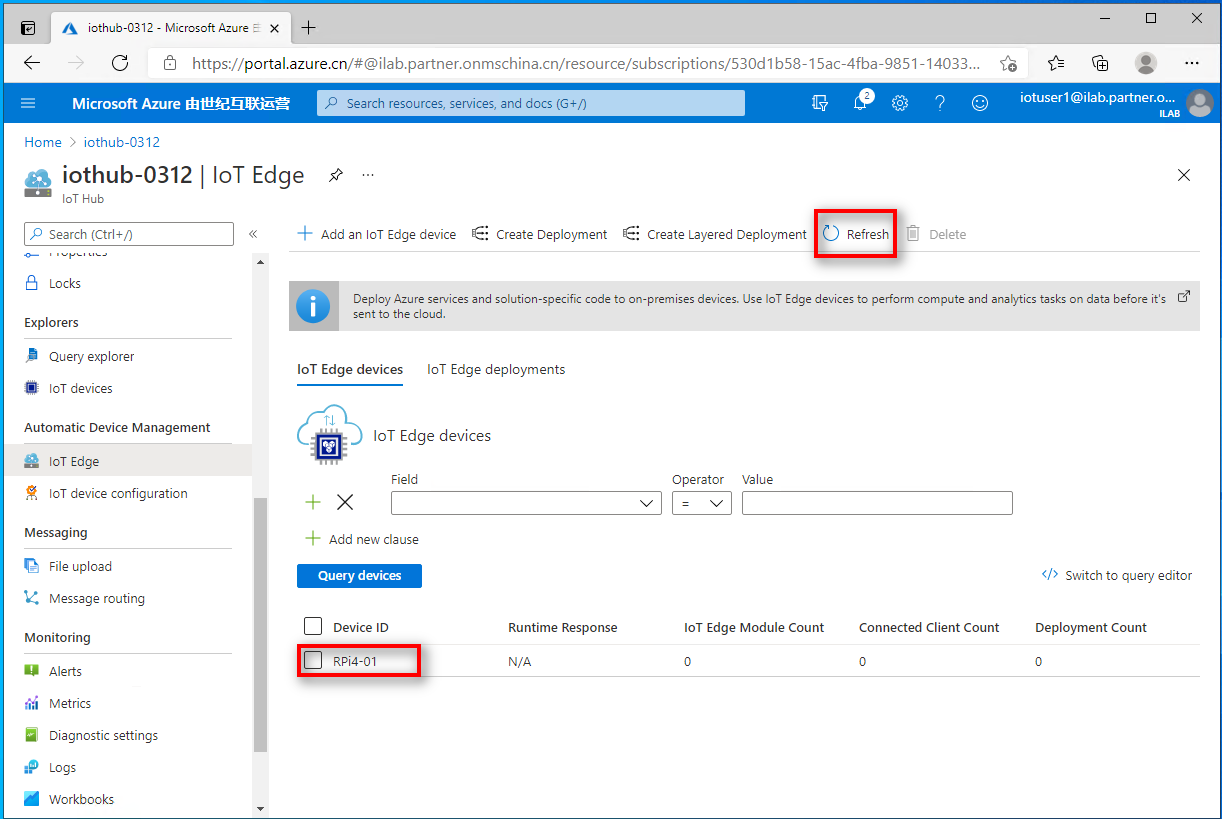 iothub-0312 - Microsoft Azure
https://portal.azure.cn/#@ilab.partner.onmschina.cn/resource/subscriptions/530d1b58-15ac-4fba-9851-14033...
Microsoft Azure 由世纪互联运营
Search resources, services, and docs (G+/)
2
iotuser1@ilab.partner.o...
ILAB
Home > iothub-0312
iothub-0312 | IoT Edge
...
IoT Hub
Search (Ctrl+/)
«
Add an IoT Edge device
Create Deployment
Create Layered Deployment
Refresh
Delete
Properties
Locks
Explorers
Query explorer
IoT devices
Automatic Device Management
IoT Edge
IoT device configuration
Messaging
File upload
Message routing
Monitoring
Alerts
Metrics
Diagnostic settings
Logs
Workbooks
Deploy Azure services and solution-specific code to on-premises devices. Use IoT Edge devices to perform compute and analytics tasks on data before it's
sent to the cloud.
IoT Edge devices
IoT Edge deployments
IoT Edge devices
Field
Operator
Value
=
Add new clause
Query devices
Switch to query editor
Device ID Runtime Response IoT Edge Module Count Connected Client Count Deployment Count
RPi4-01 N/A 0 0 0